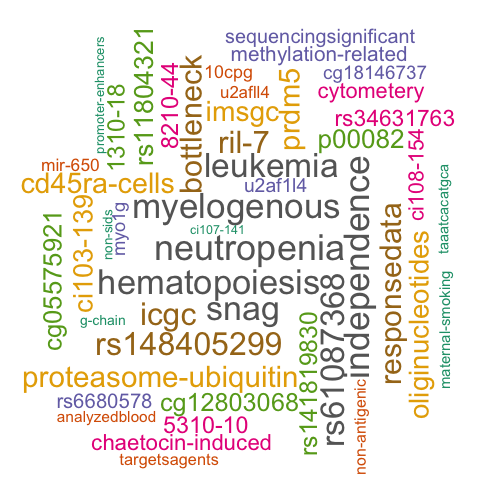 sequencingsignificant
methylation-related
promoter-enhancers
1310-18
rs11804321
8210-44
bottleneck
10cpg
cg18146737
u2afll4
cytometery
imsgc
prdm5
rs34631763
ril-7
p00082
mir-650
leukemia
cd45ra-cells
u2af1l4
ci108-154
taaatcacatgca
myelogenous
independence
non-sids
myo1g
ci103-139
ci107-141
cg05575921
neutropenia
responsedata
oliginucleotides
maternal-smoking
hematopoiesis
snag
icgc
g-chain
rs148405299
rs141819830
rs61087368
proteasome-ubiquitin
non-antigenic
rs6680578
cg12803068
analyzedblood
5310-10
chaetocin-induced
targetsagents